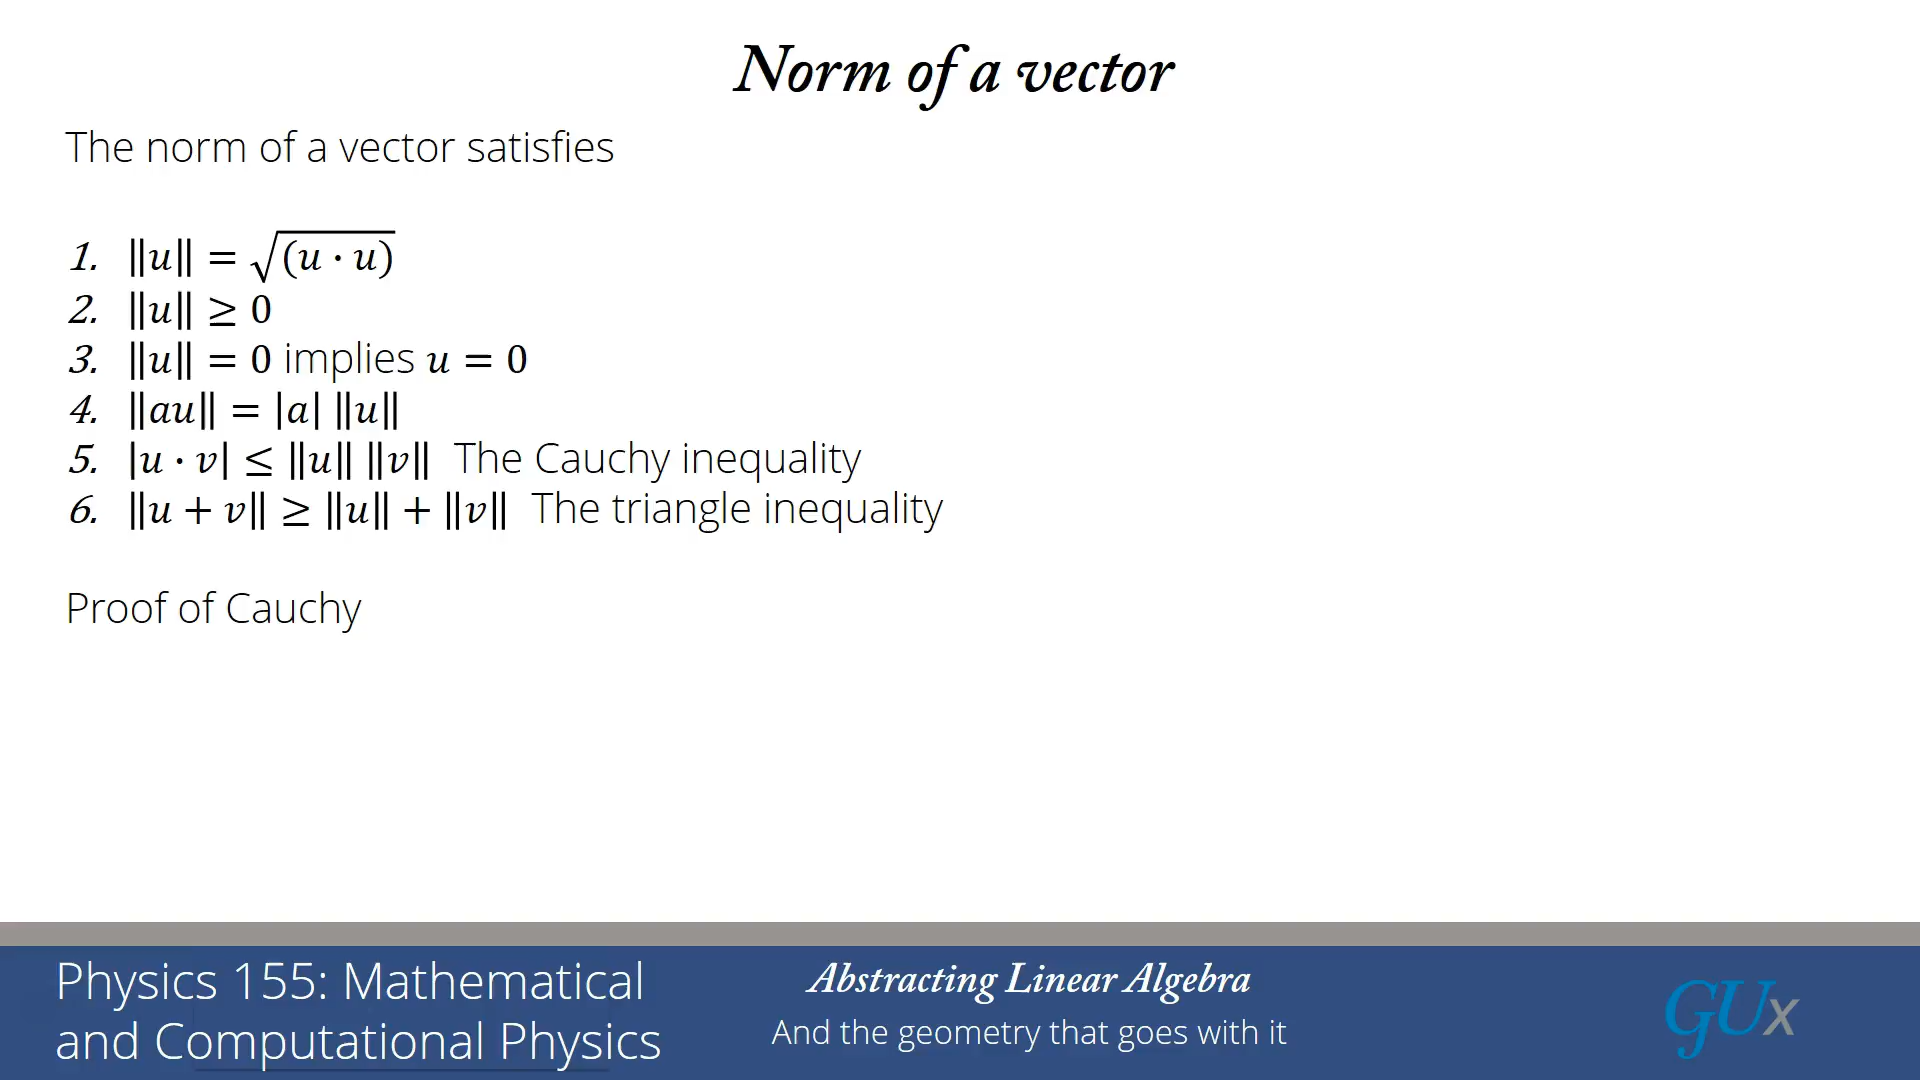 Norm of a vector
The norm of a vector satisfies
1. ‖u‖ = √(u · u)
2. ‖u‖ ≥ 0
3. ‖u‖ = 0 implies u = 0
4. ‖au‖ = |a| ‖u‖
5. |u · v| ≤ ‖u‖ ‖v‖ The Cauchy inequality
6. ‖u + v‖ ≥ ‖u‖ + ‖v‖ The triangle inequality
Proof of Cauchy
Physics 155: Mathematical
and Computational Physics
Abstracting Linear Algebra
And the geometry that goes with it
GUx